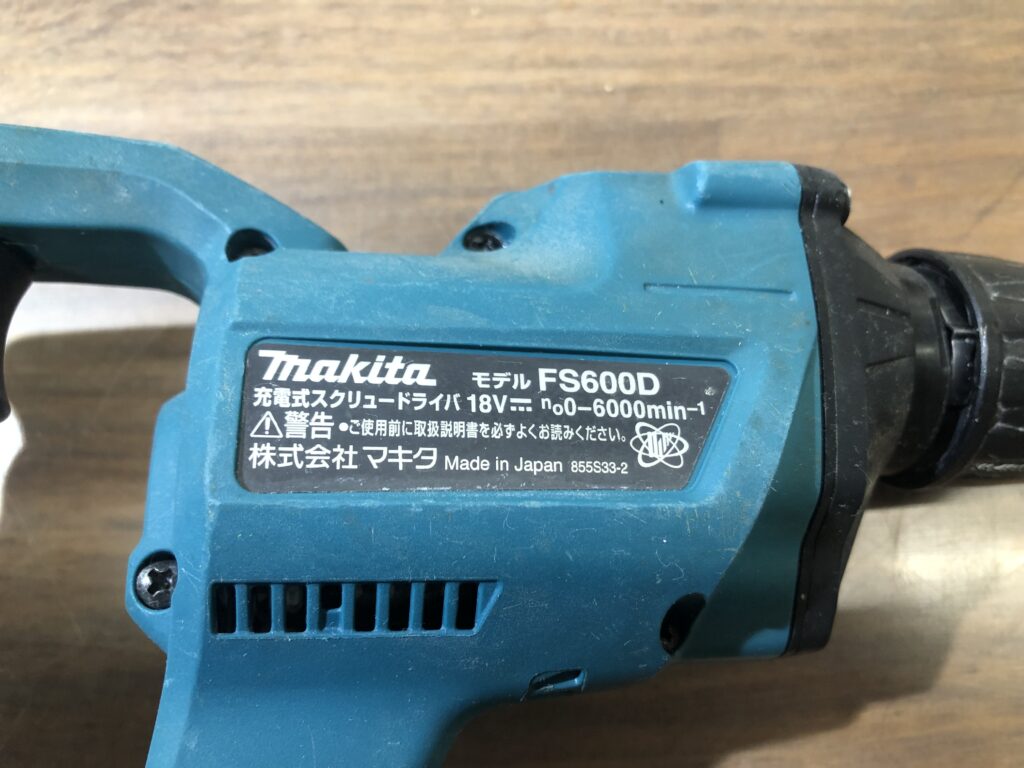 makita モデル FS600D
充電式スクリュードライバ 18V⎓ n₀0-6000min⁻¹
⚠警告 •ご使用前に取扱説明書を必ずよくお読みください。
株式会社 マキタ Made in Japan 855S33-2